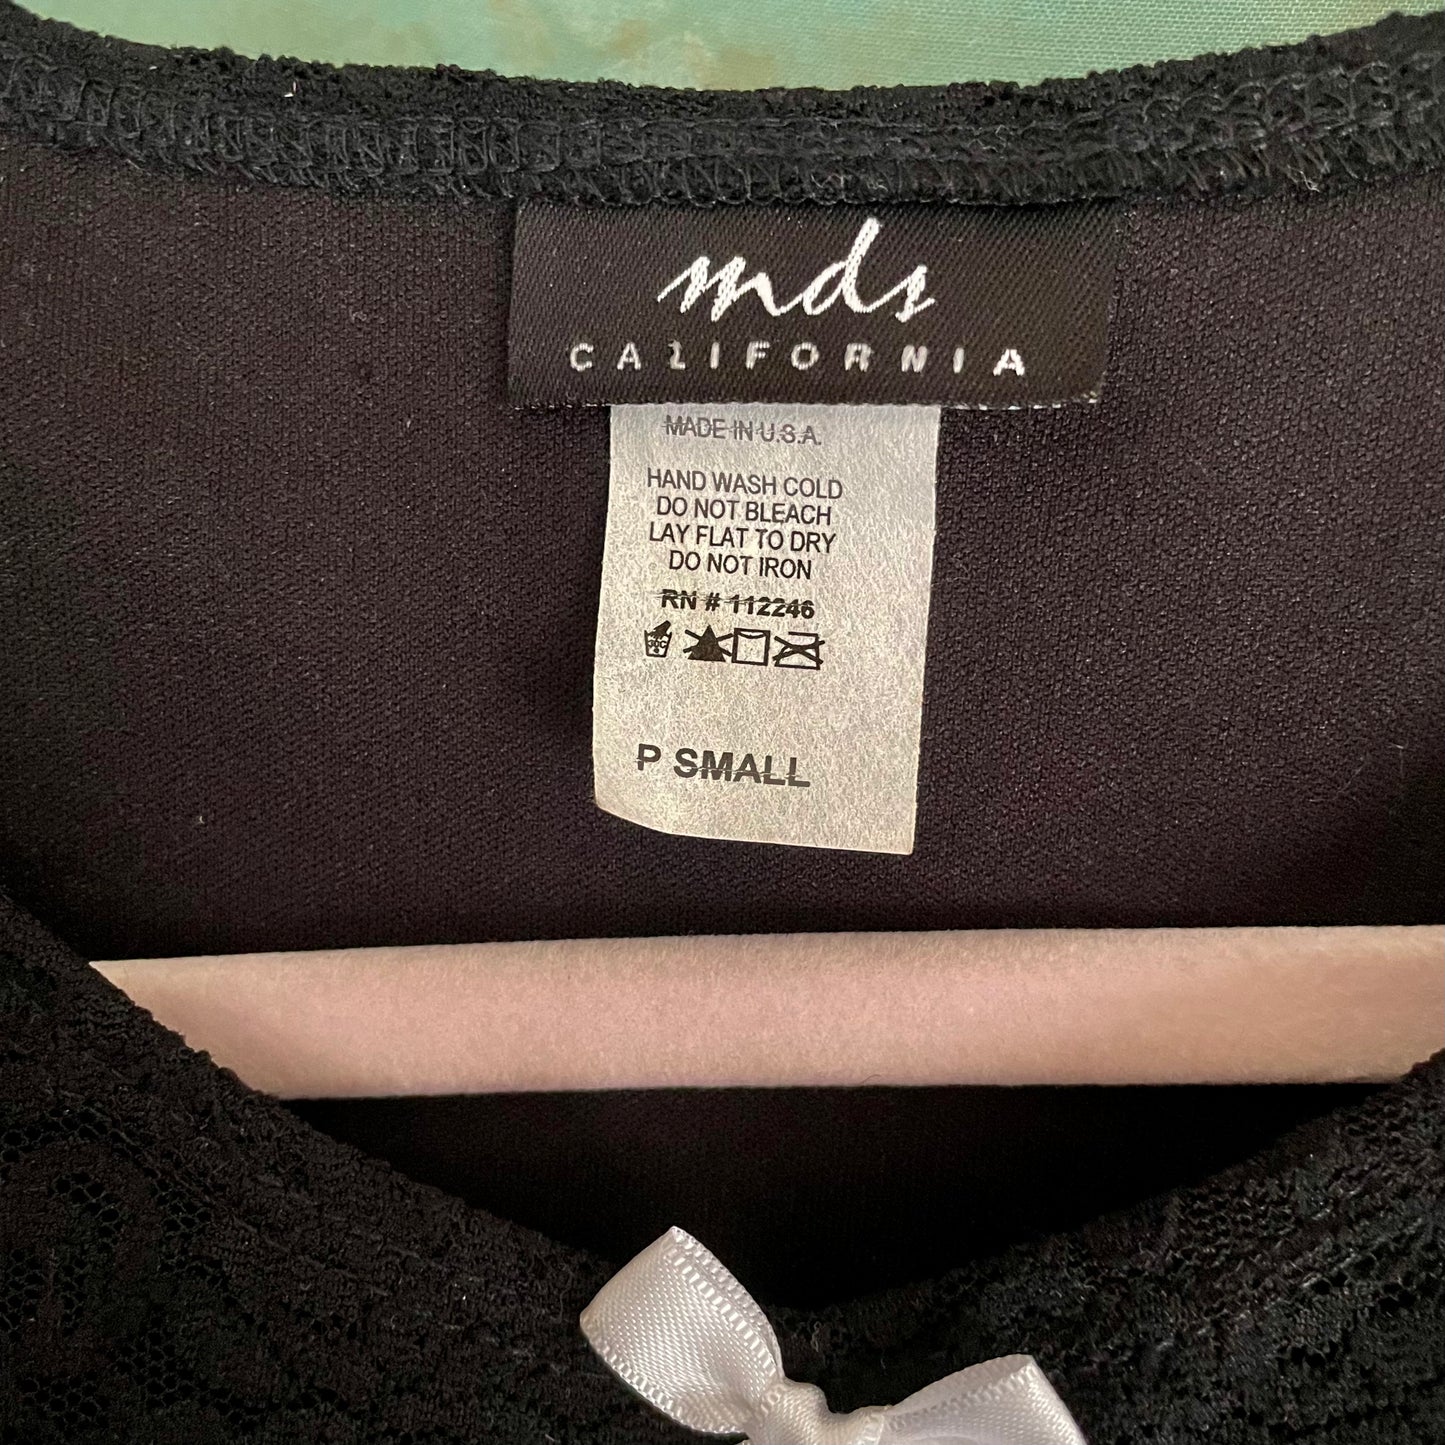 mds
CALIFORNIA
MADE IN U.S.A.
HAND WASH COLD
DO NOT BLEACH
LAY FLAT TO DRY
DO NOT IRON
RN # 112246
P SMALL